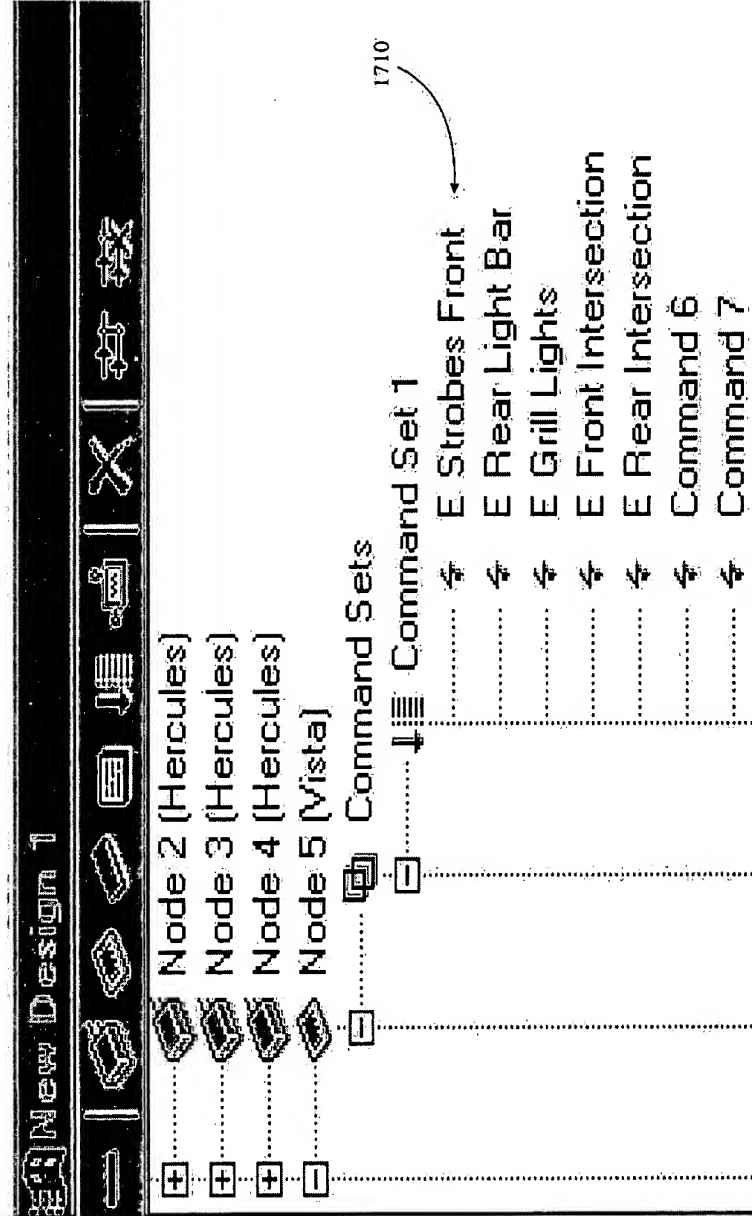 New Design 1
Node 2 (Hercules)
Node 3 (Hercules)
Node 4 (Hercules)
Node 5 (Vista)
Command Sets
Command Set 1
E Strobes Front
1710
E Rear Light Bar
E Grill Lights
E Front Intersection
E Rear Intersection
Command 6
Command 7